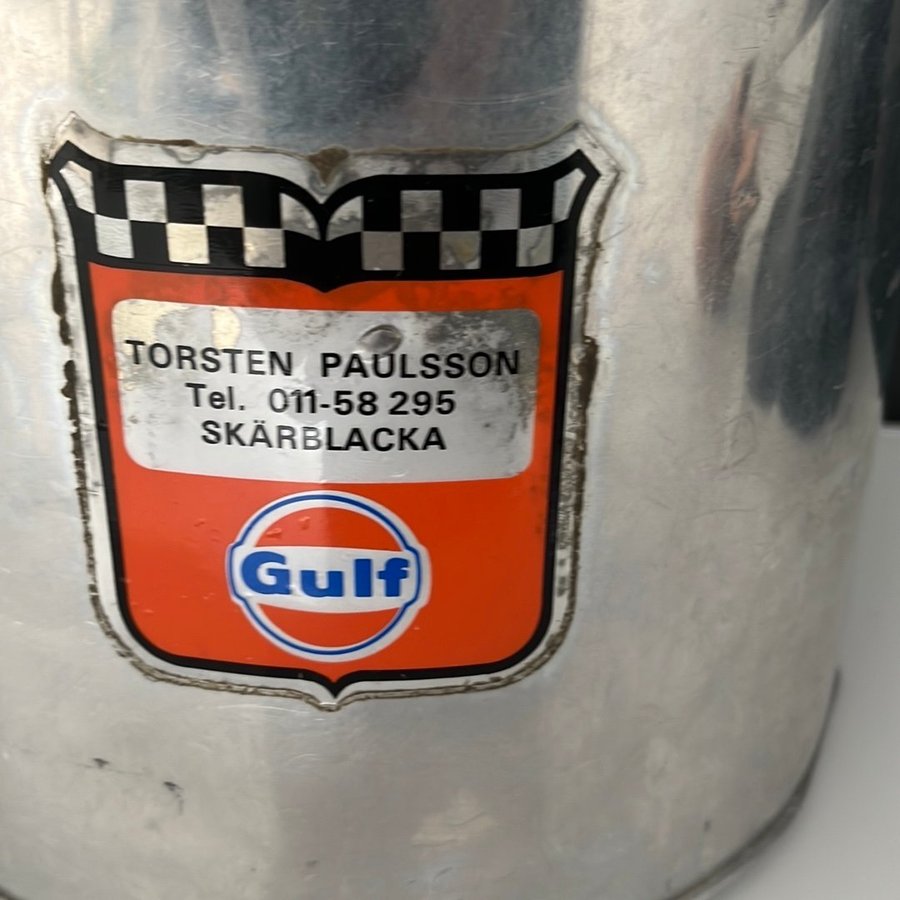 TORSTEN PAULSSON
Tel. 011-58 295
SKÄRBLACKA
Gulf